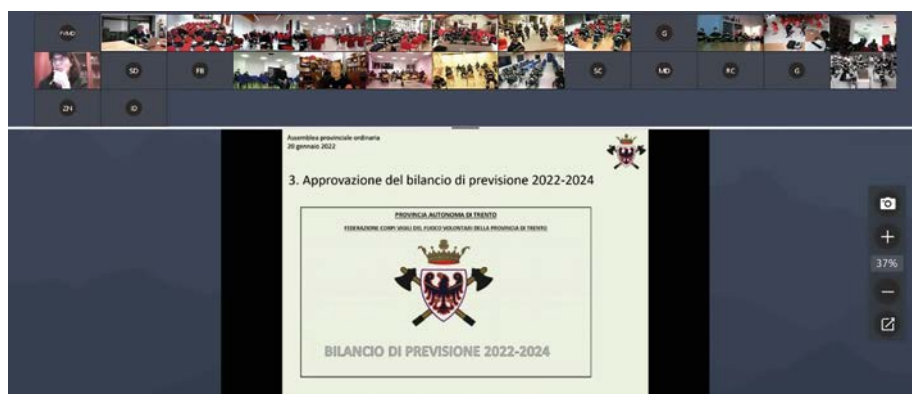 G
SD
FB
SC
MD
RC
G
ZN
ID
Assemblea provinciale ordinaria
20 gennaio 2022
3. Approvazione del bilancio di previsione 2022-2024
PROVINCIA AUTONOMA DI TRENTO
FEDERAZIONE CORPI VIGILI DEL FUOCO VOLONTARI DELLA PROVINCIA DI TRENTO
BILANCIO DI PREVISIONE 2022-2024
37%